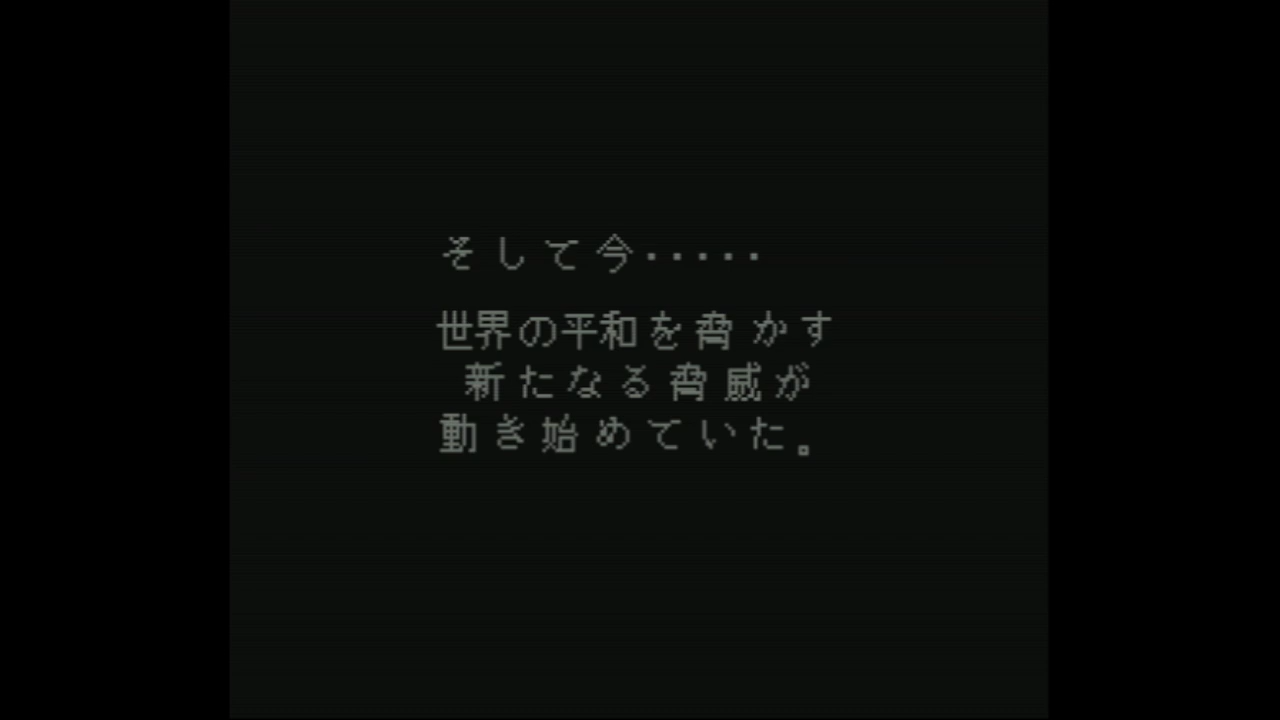 そして今・・・・・
世界の平和を脅かす
新たなる脅威が
動き始めていた。